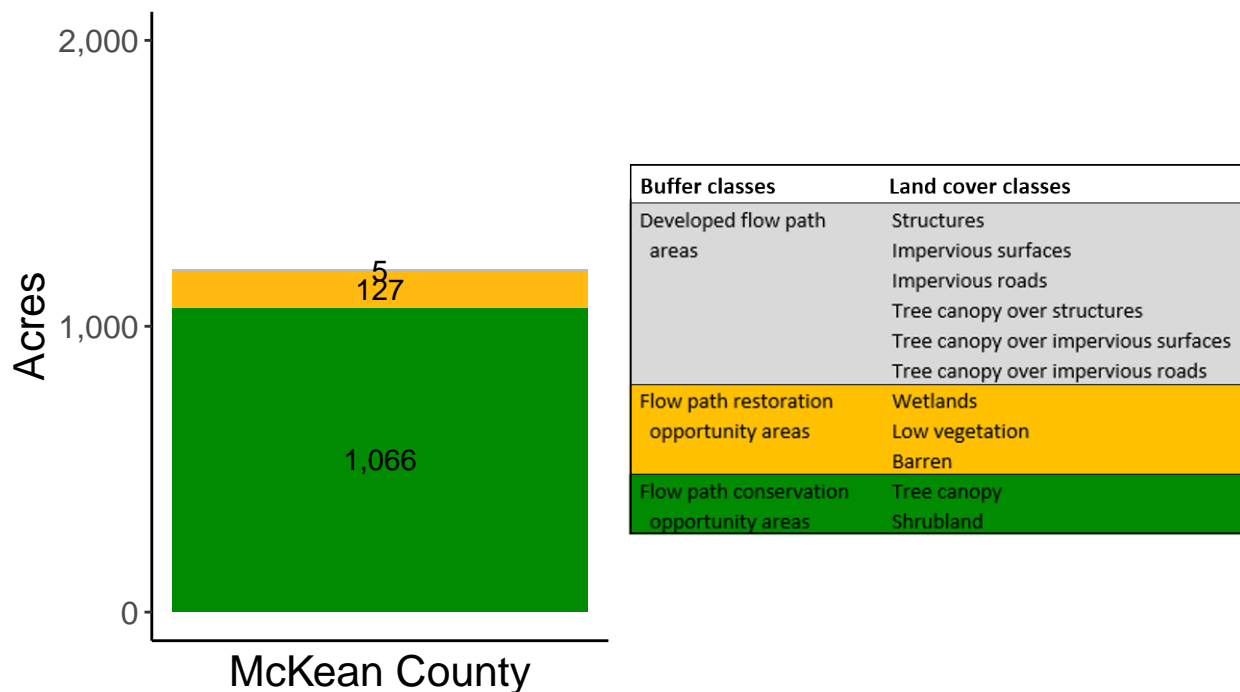 2,000
1,000
0
Acres
5
127
1,066
McKean County
Buffer classes Land cover classes
Developed flow path Structures
areas Impervious surfaces
Impervious roads
Tree canopy over structures
Tree canopy over impervious surfaces
Tree canopy over impervious roads
Flow path restoration Wetlands
opportunity areas Low vegetation
Barren
Flow path conservation Tree canopy
opportunity areas Shrubland